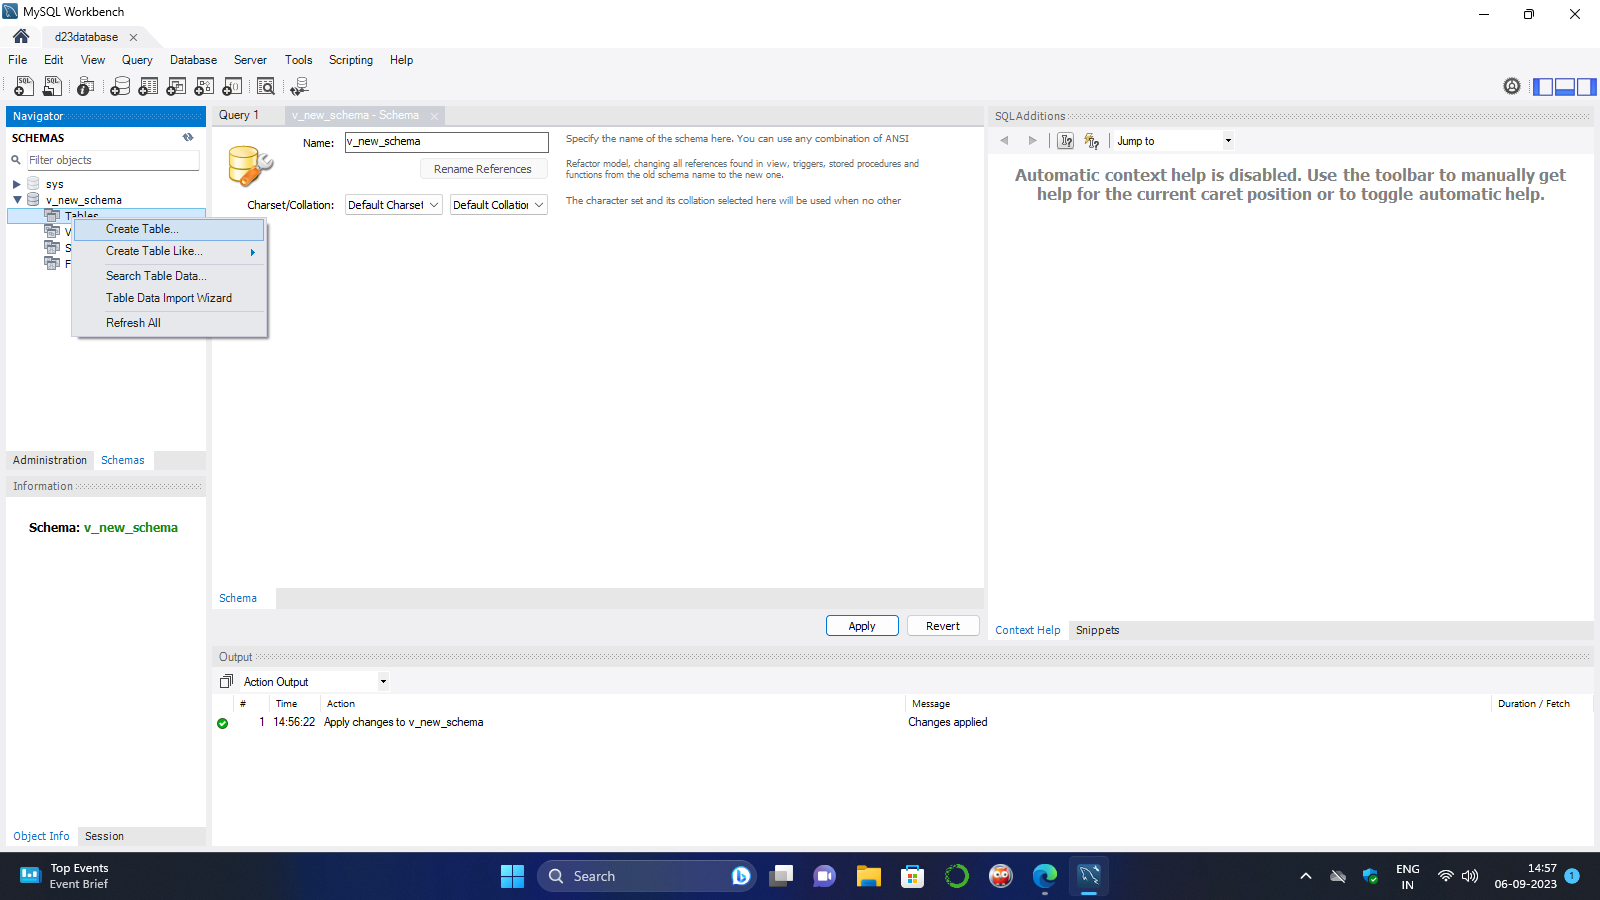 MySQL Workbench
d23database
File Edit View Query Database Server Tools Scripting Help
Navigator
SCHEMAS
Filter objects
sys
v_new_schema
Tables
V
S
F
Create Table...
Create Table Like...
Search Table Data...
Table Data Import Wizard
Refresh All
Administration Schemas
Information
Schema: v_new_schema
Object Info Session
Query 1 v_new_schema - Schema
Name: v_new_schema
Specify the name of the schema here. You can use any combination of ANSI
Rename References
Refactor model, changing all references found in view, triggers, stored procedures and
functions from the old schema name to the new one.
Charset/Collation: Default Charset Default Collation
The character set and its collation selected here will be used when no other
Schema
Apply Revert
SQLAdditions
Jump to
Automatic context help is disabled. Use the toolbar to manually get
help for the current caret position or to toggle automatic help.
Context Help Snippets
Output
Action Output
# Time Action Message Duration / Fetch
1 14:56:22 Apply changes to v_new_schema Changes applied
Top Events
Event Brief
Search
ENG
IN
14:57
06-09-2023
1